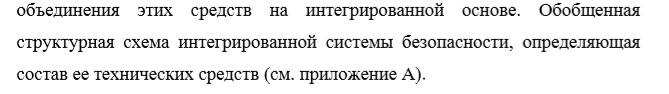 объединения этих средств на интегрированной основе. Обобщенная
структурная схема интегрированной системы безопасности, определяющая
состав ее технических средств (см. приложение А).